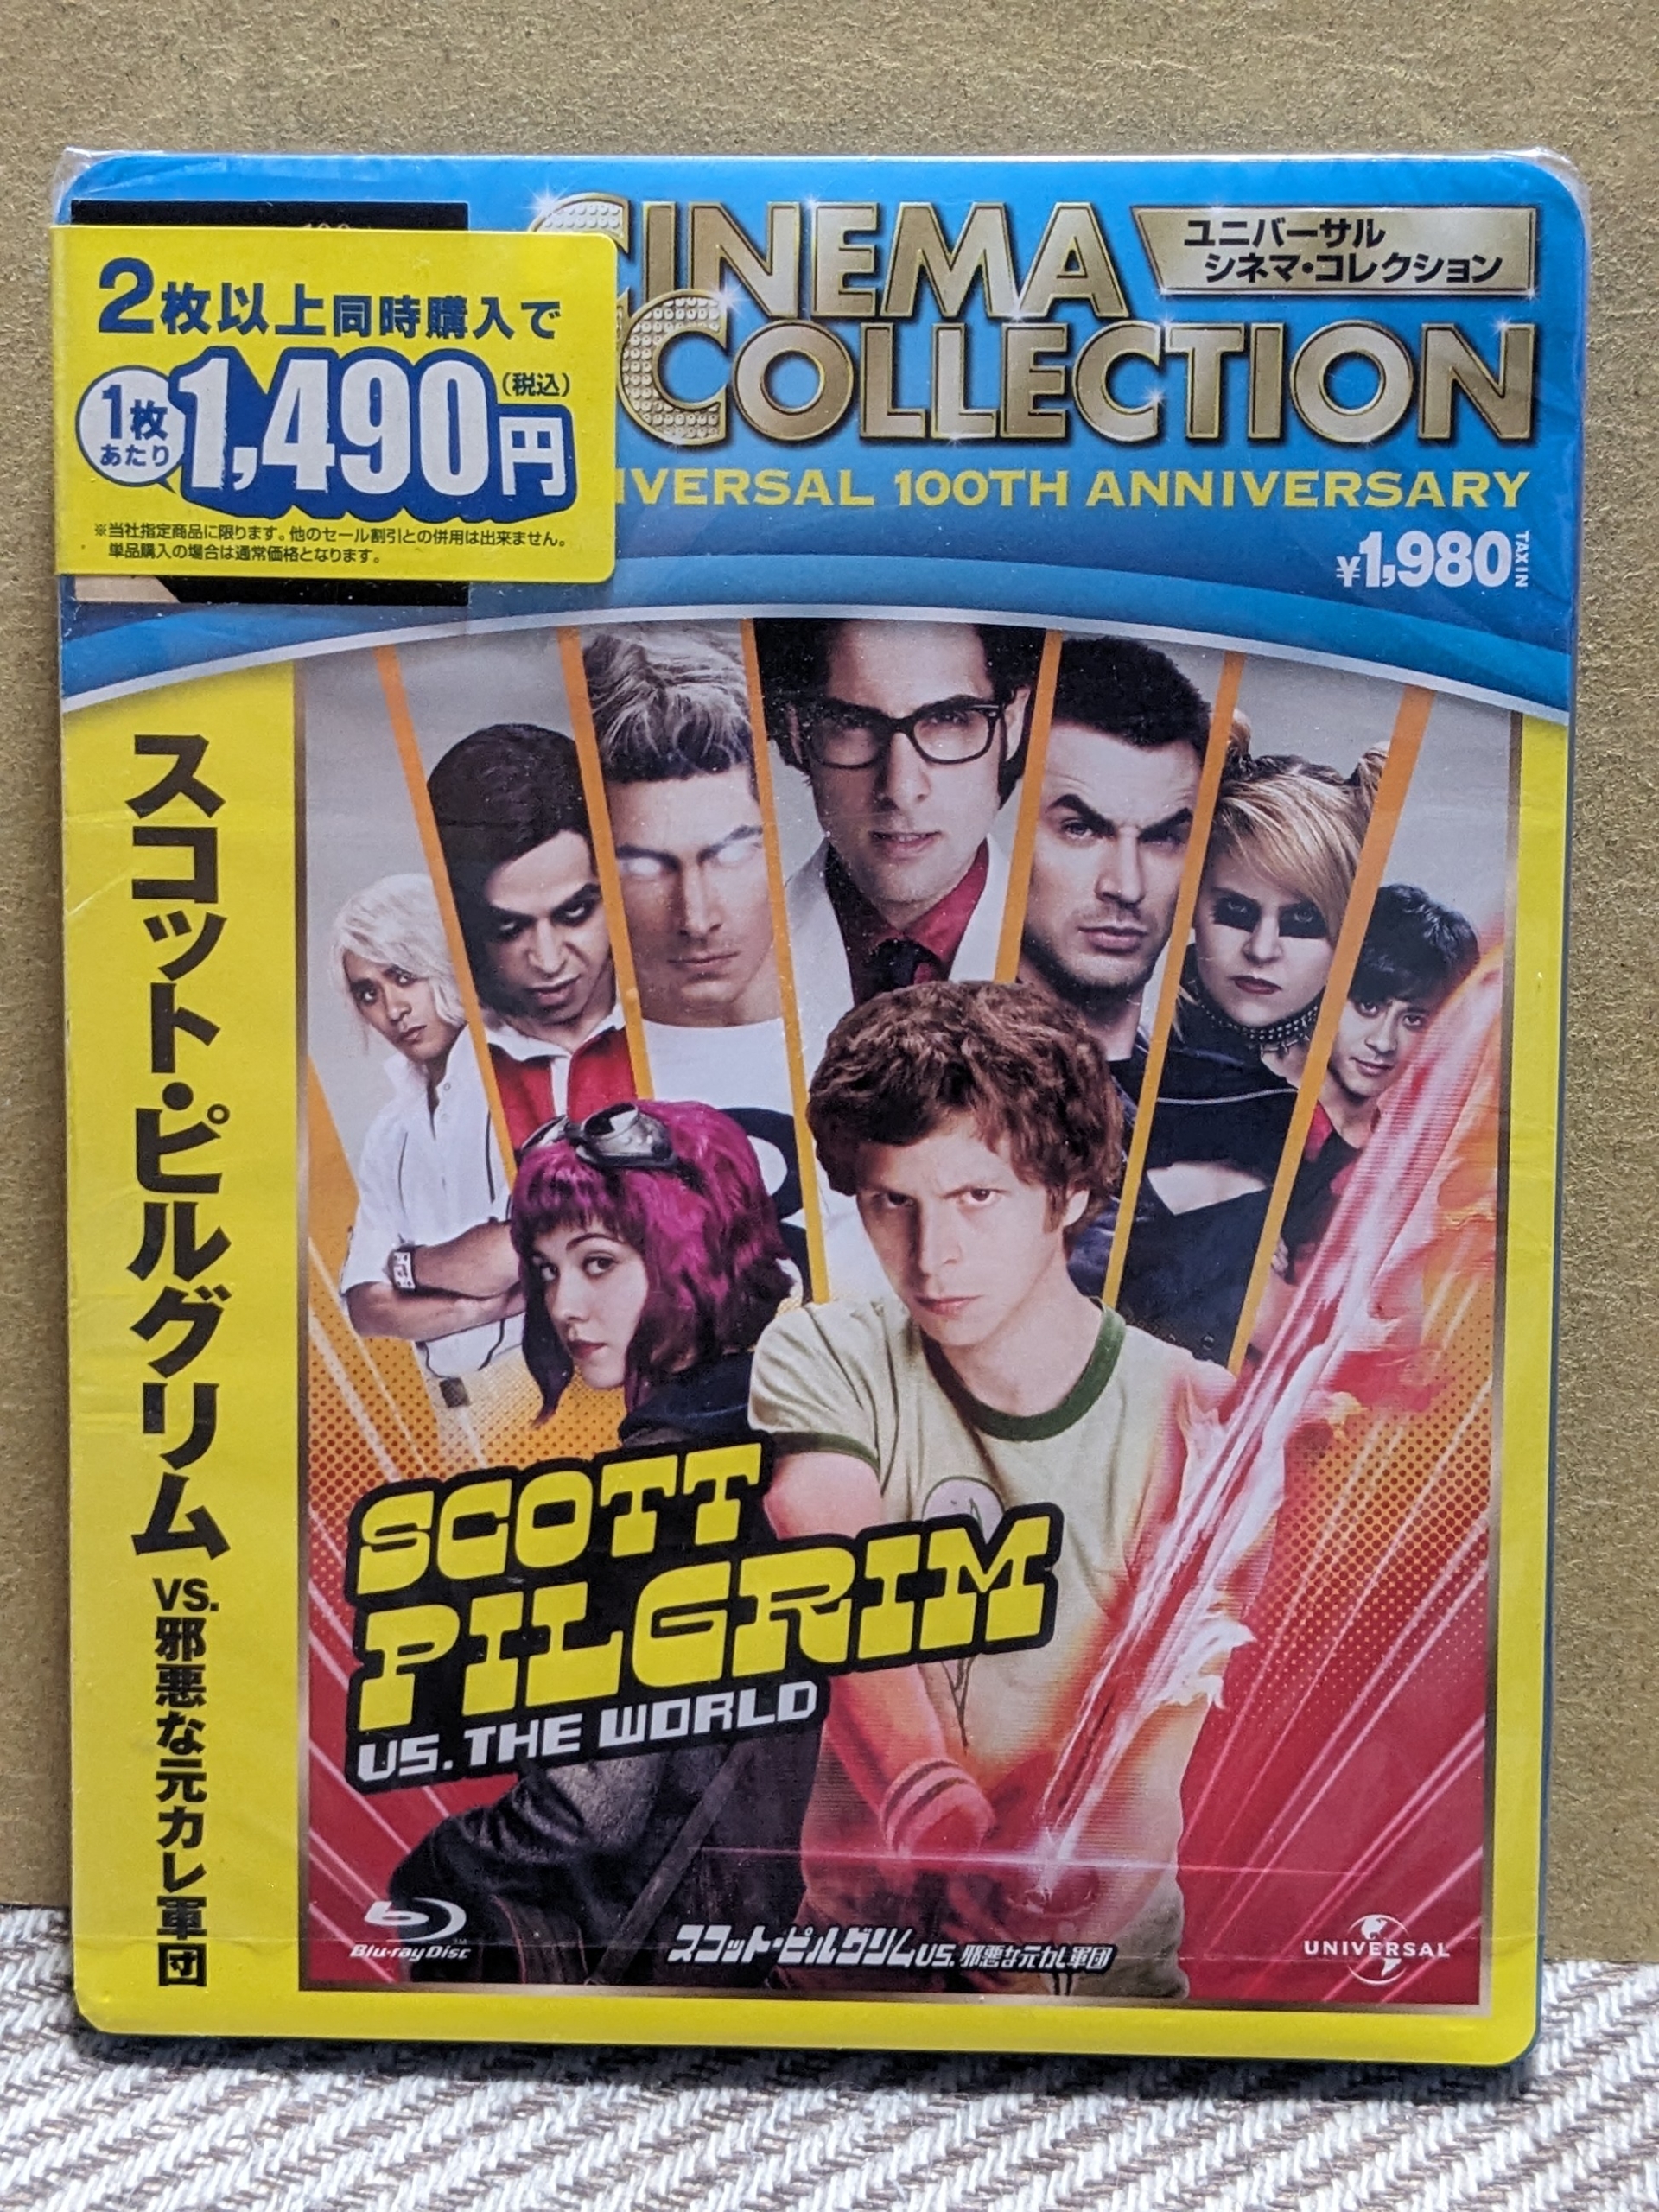 2枚以上同時購入で
1枚
あたり
1,490円
(税込)
※当社指定商品に限ります。他のセール割引との併用は出来ません。
単品購入の場合は通常価格となります。
CINEMA
COLLECTION
ユニバーサル
シネマ・コレクション
IVERSAL 100TH ANNIVERSARY
¥1,980 TAX IN
スコット・ピルグリム VS. 邪悪な元カレ軍団
SCOTT
PILGRIM
VS. THE WORLD
Blu-ray Disc
スコット・ピルグリム VS. 邪悪な元カレ軍団
UNIVERSAL